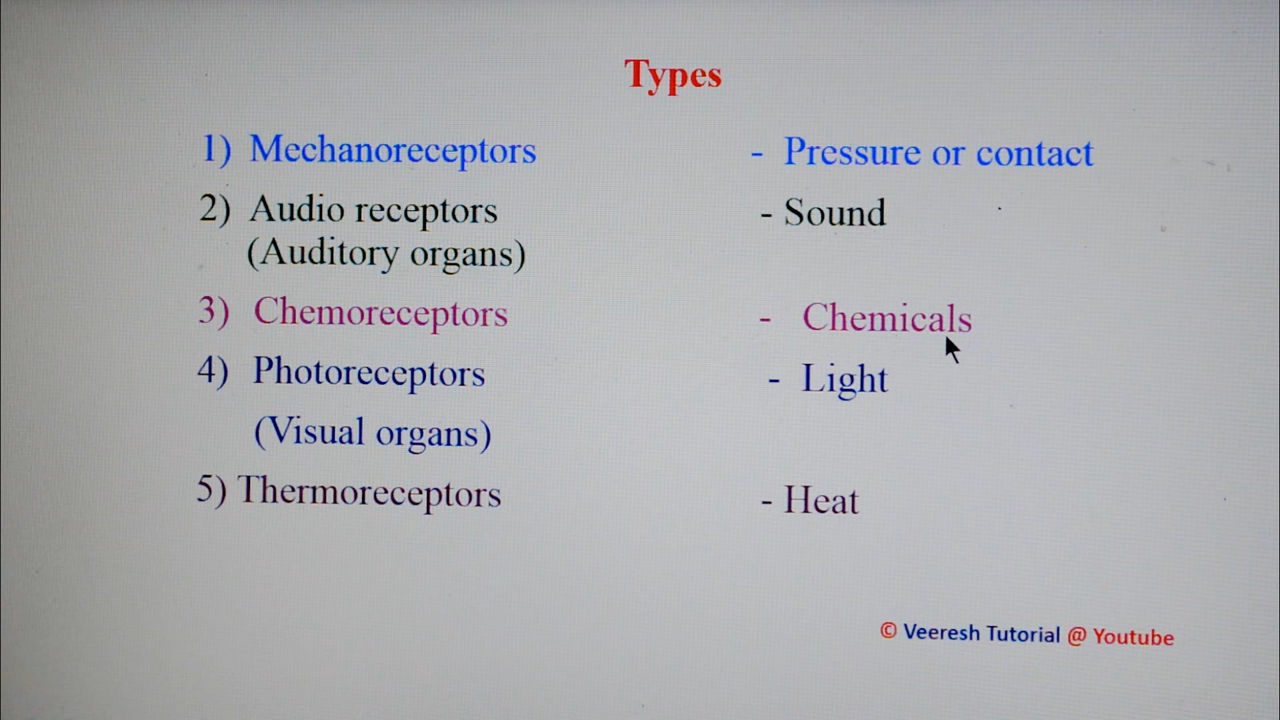 Types
1) Mechanoreceptors - Pressure or contact
2) Audio receptors - Sound
(Auditory organs)
3) Chemoreceptors - Chemicals
4) Photoreceptors - Light
(Visual organs)
5) Thermoreceptors - Heat
© Veeresh Tutorial @ Youtube